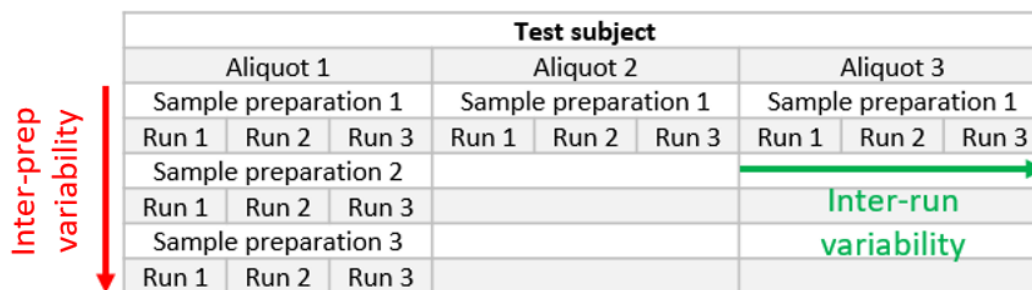 Test subject
Aliquot 1 Aliquot 2 Aliquot 3
Sample preparation 1 Sample preparation 1 Sample preparation 1
Run 1 Run 2 Run 3 Run 1 Run 2 Run 3 Run 1 Run 2 Run 3
Sample preparation 2
Run 1 Run 2 Run 3
Sample preparation 3
Run 1 Run 2 Run 3
Inter-prep
variability
Inter-run
variability